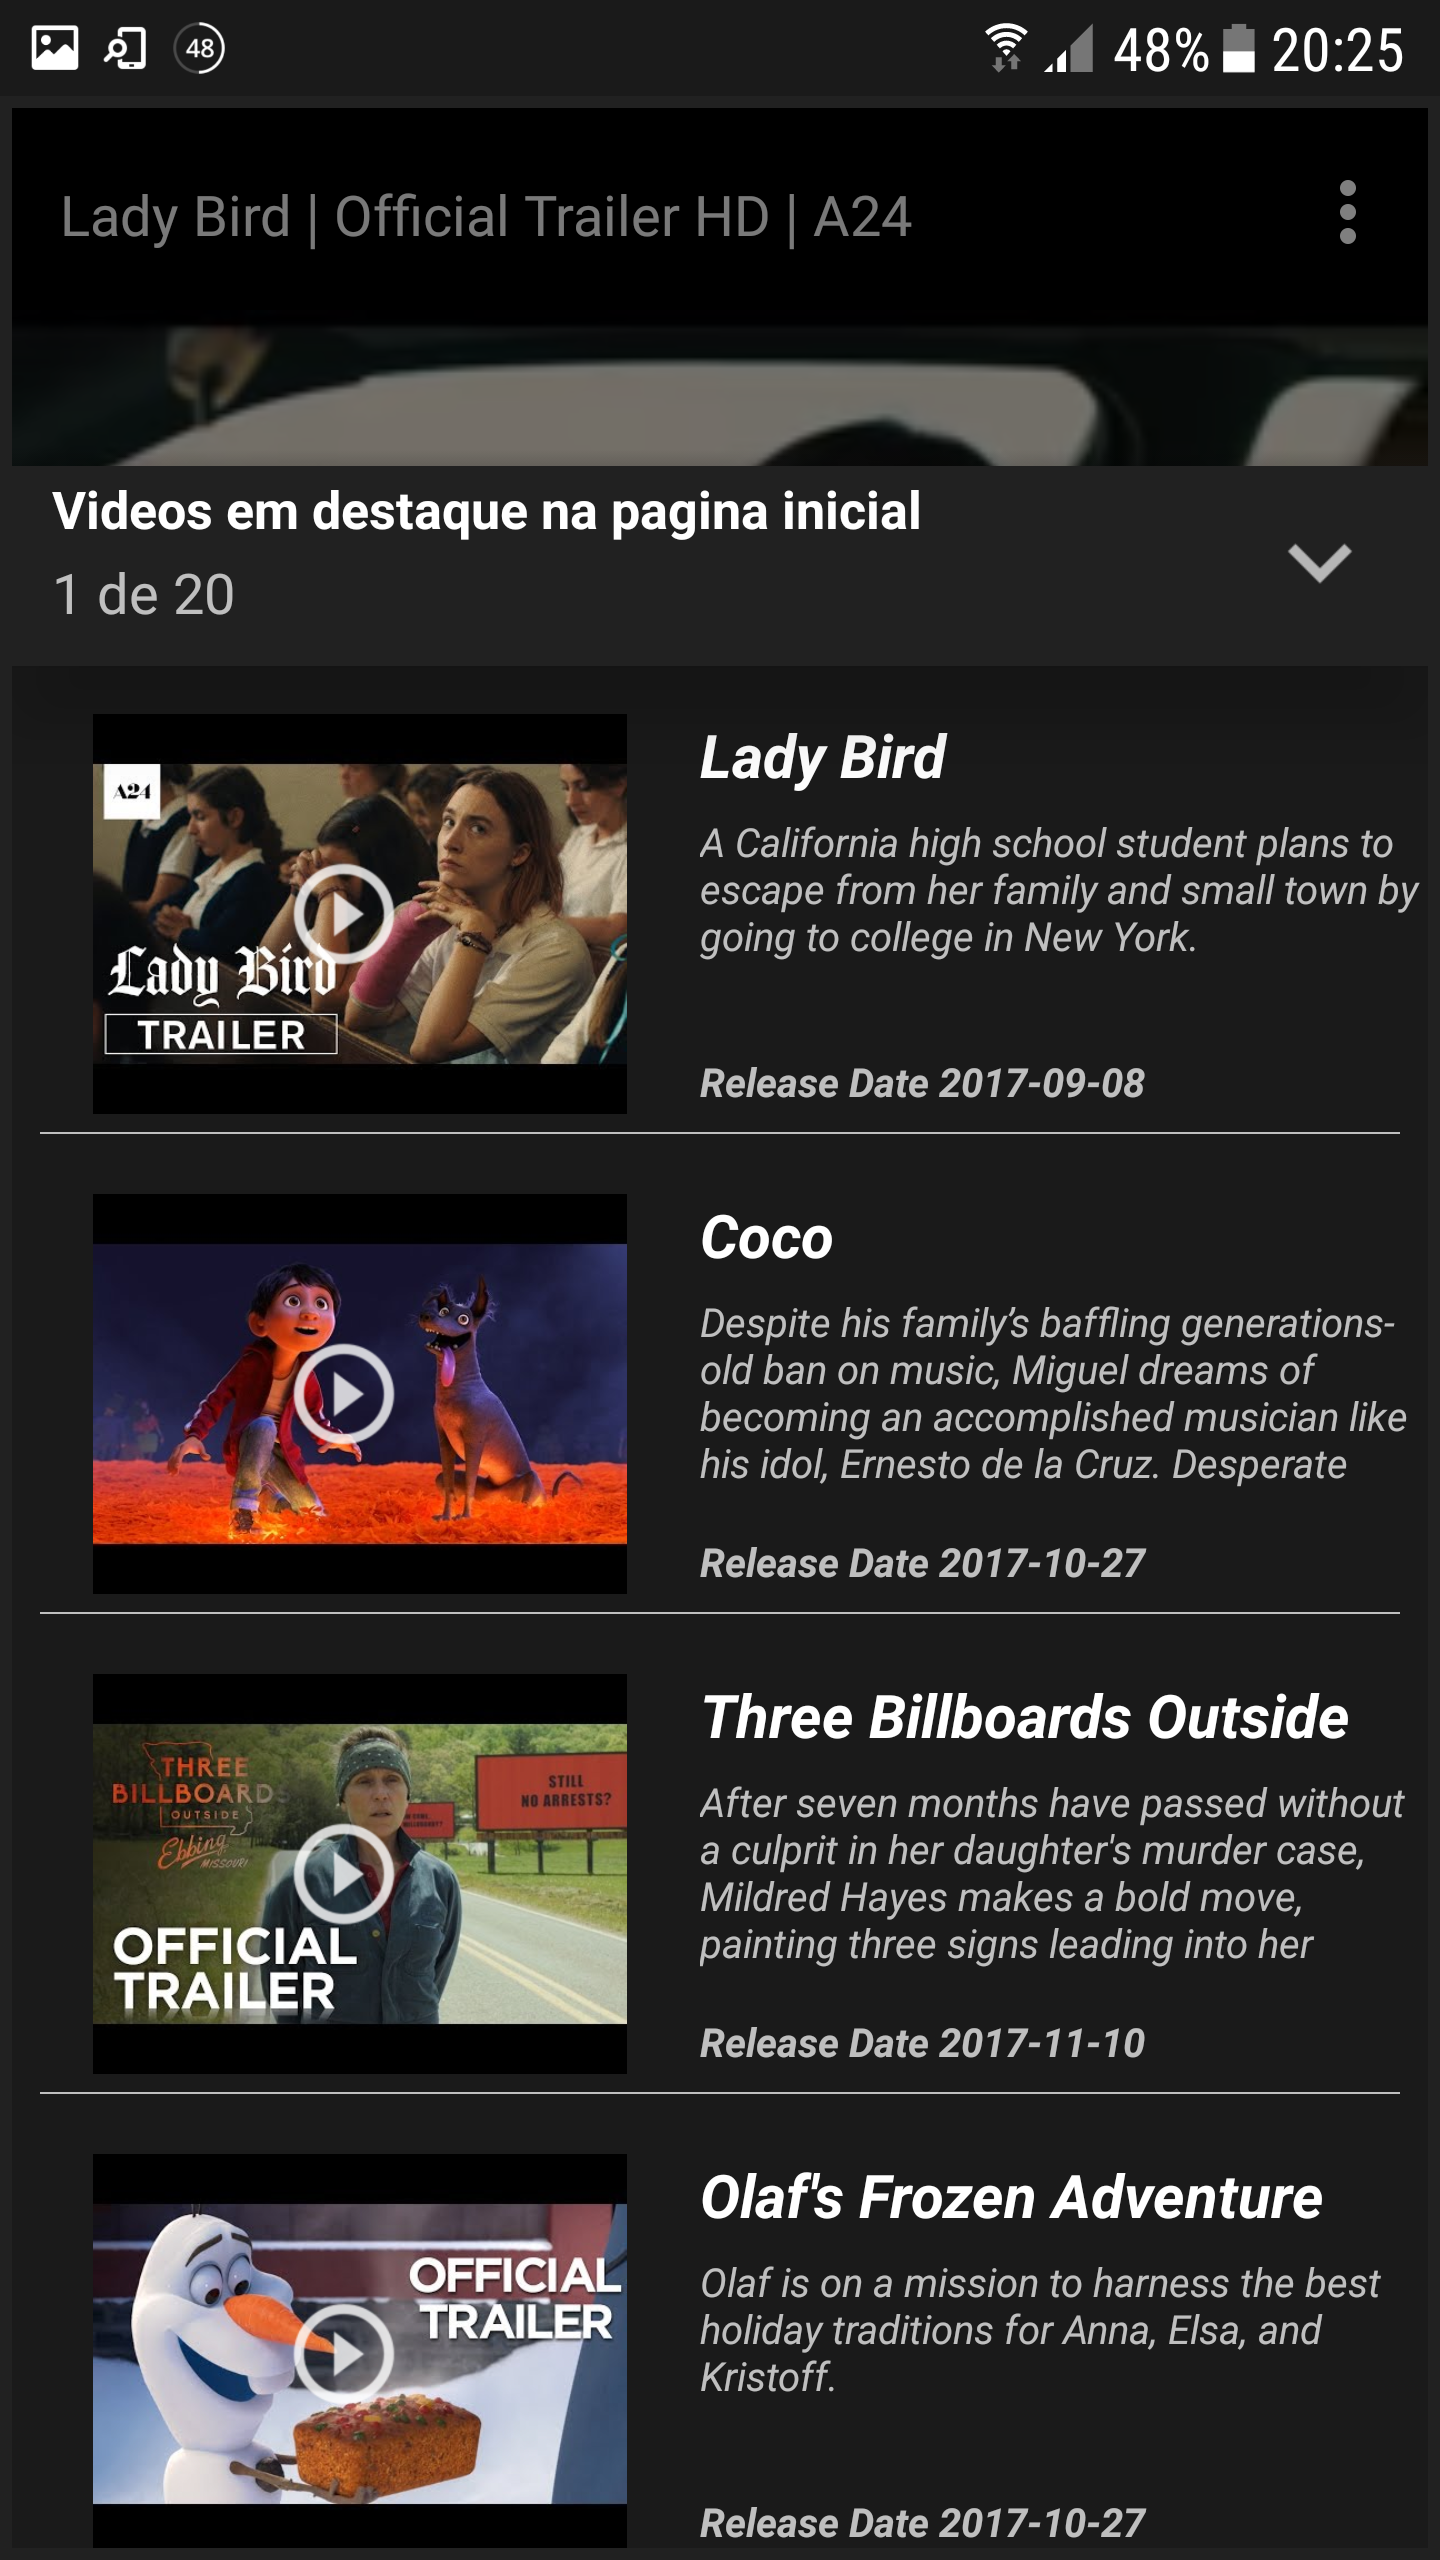 48
48%
20:25
Lady Bird | Official Trailer HD | A24
Videos em destaque na pagina inicial
1 de 20
A24
Lady Bird
TRAILER
Lady Bird
A California high school student plans to
escape from her family and small town by
going to college in New York.
Release Date 2017-09-08
Coco
Despite his family’s baffling generations-
old ban on music, Miguel dreams of
becoming an accomplished musician like
his idol, Ernesto de la Cruz. Desperate
Release Date 2017-10-27
THREE
BILLBOARDS
OUTSIDE
Ebbing,
MISSOURI
STILL
NO ARRESTS?
OFFICIAL
TRAILER
Three Billboards Outside
After seven months have passed without
a culprit in her daughter's murder case,
Mildred Hayes makes a bold move,
painting three signs leading into her
Release Date 2017-11-10
OFFICIAL
TRAILER
Olaf's Frozen Adventure
Olaf is on a mission to harness the best
holiday traditions for Anna, Elsa, and
Kristoff.
Release Date 2017-10-27